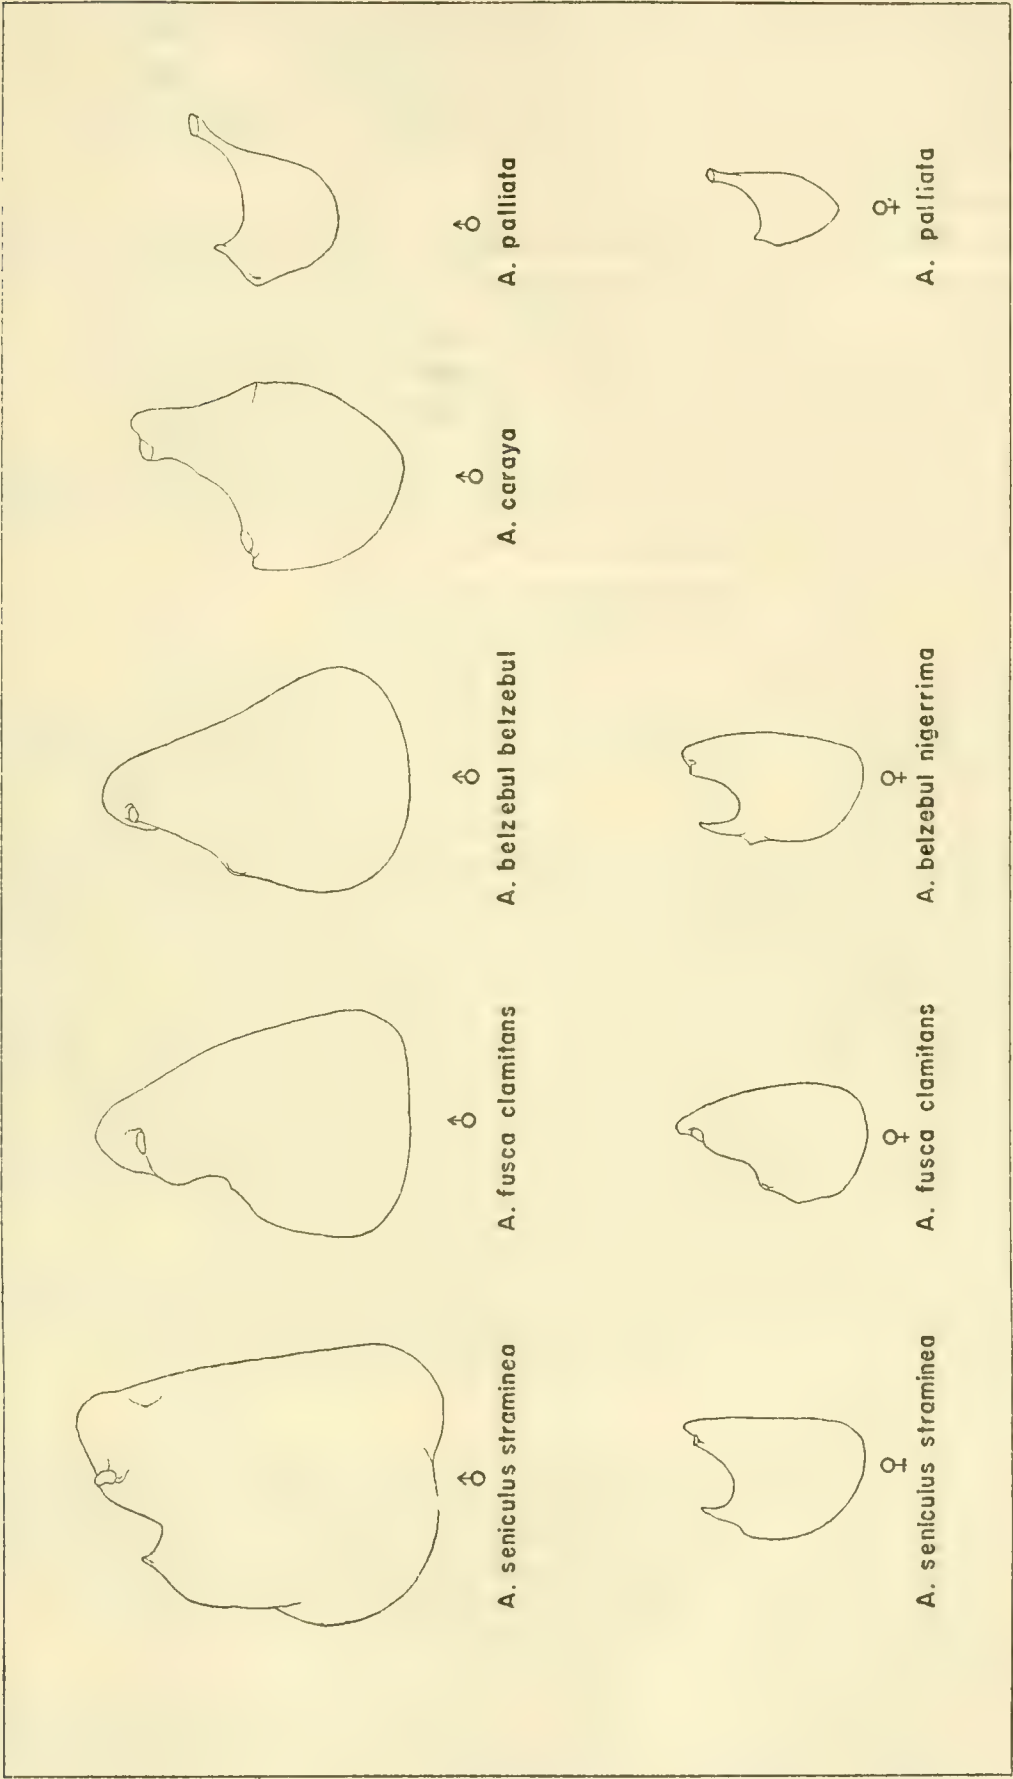 ♂
A. seniculus straminea
♂
A. fusca clamitans
♂
A. belzebul belzebul
♂
A. caraya
♂
A. palliata
♀
A. seniculus straminea
♀
A. fusca clamitans
♀
A. belzebul nigerrima
♀
A. palliata